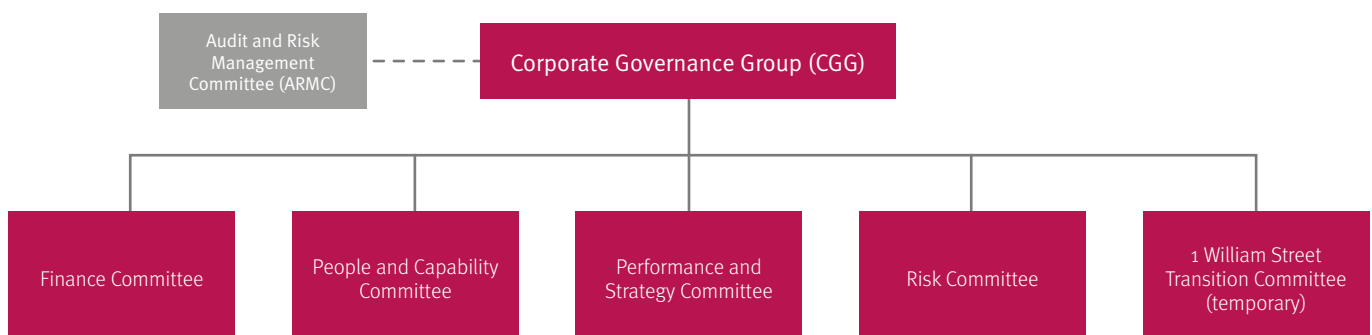 Audit and Risk
Management
Committee (ARMC)
Corporate Governance Group (CGG)
Finance Committee
People and Capability
Committee
Performance and
Strategy Committee
Risk Committee
1 William Street
Transition Committee
(temporary)